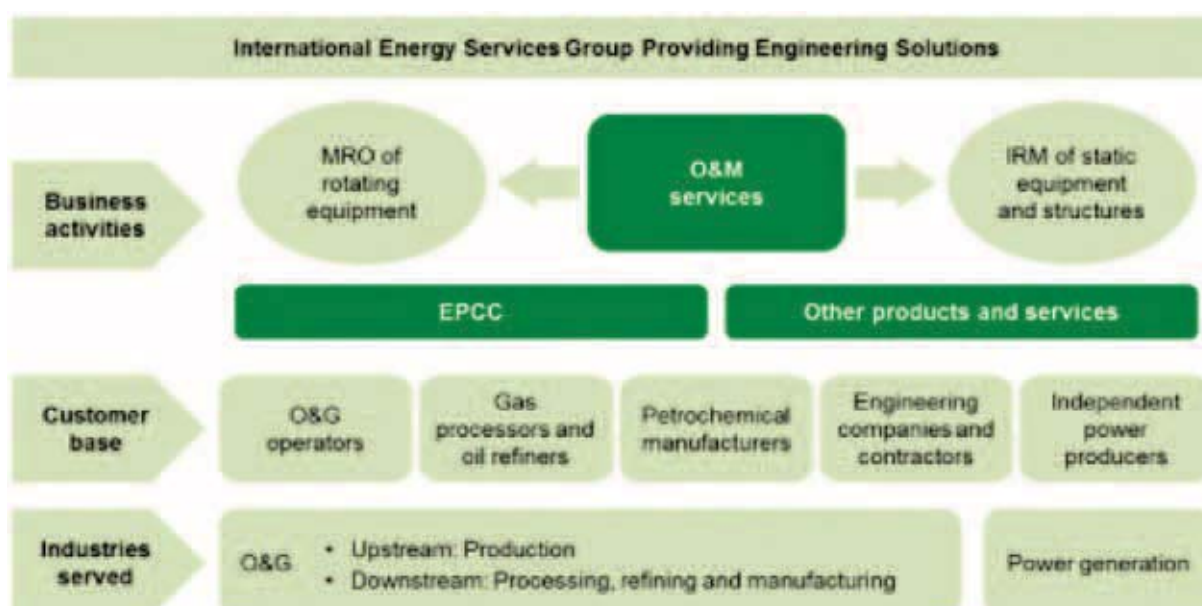 International Energy Services Group Providing Engineering Solutions
Business
activities
MRO of
rotating
equipment
O&M
services
IRM of static
equipment
and structures
EPCC
Other products and services
Customer
base
O&G
operators
Gas
processors and
oil refiners
Petrochemical
manufacturers
Engineering
companies and
contractors
Independent
power
producers
Industries
served
O&G
• Upstream: Production
• Downstream: Processing, refining and manufacturing
Power generation